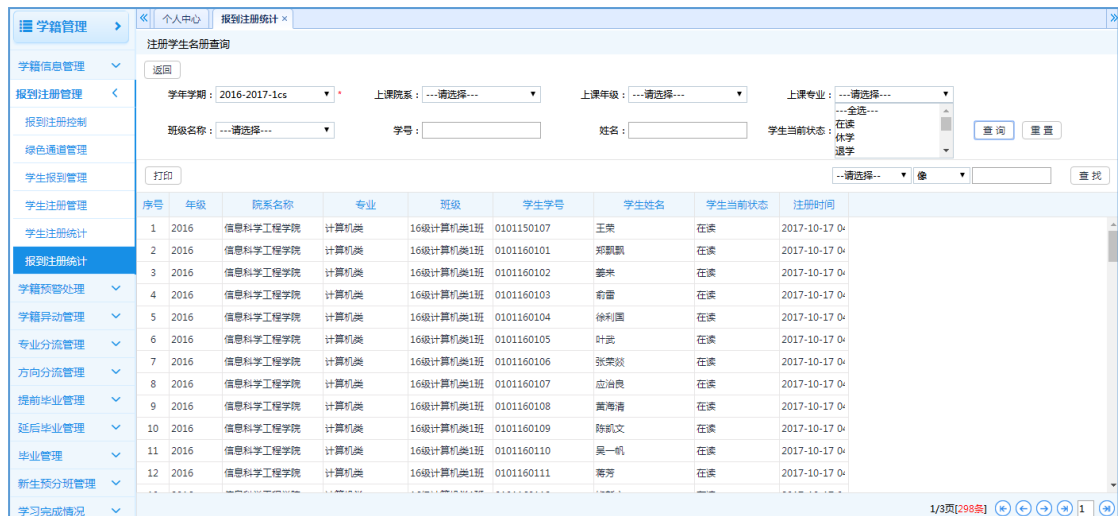 学籍管理
个人中心 报到注册统计 ×
注册学生名册查询
返回
学年学期： 2016-2017-1cs * 上课院系： ---请选择--- 上课年级： ---请选择--- 上课专业： ---请选择---
班级名称： ---请选择--- 学号： 姓名： 学生当前状态： ---全选---
在读
休学
退学
查询 重置
打印 --请选择-- 像 查找
学籍信息管理
报到注册管理
报到注册控制
绿色通道管理
学生报到管理
学生注册管理
学生注册统计
报到注册统计
学籍预警处理
学籍异动管理
专业分流管理
方向分流管理
提前毕业管理
延后毕业管理
毕业管理
新生预分班管理
学习完成情况
序号 年级 院系名称 专业 班级 学生学号 学生姓名 学生当前状态 注册时间
1 2016 信息科学工程学院 计算机类 16级计算机类1班 0101150107 王荣 在读 2017-10-17 04
2 2016 信息科学工程学院 计算机类 16级计算机类1班 0101160101 郑飘飘 在读 2017-10-17 04
3 2016 信息科学工程学院 计算机类 16级计算机类1班 0101160102 姜来 在读 2017-10-17 04
4 2016 信息科学工程学院 计算机类 16级计算机类1班 0101160103 俞雷 在读 2017-10-17 04
5 2016 信息科学工程学院 计算机类 16级计算机类1班 0101160104 徐利国 在读 2017-10-17 04
6 2016 信息科学工程学院 计算机类 16级计算机类1班 0101160105 叶武 在读 2017-10-17 04
7 2016 信息科学工程学院 计算机类 16级计算机类1班 0101160106 张荣燚 在读 2017-10-17 04
8 2016 信息科学工程学院 计算机类 16级计算机类1班 0101160107 应治良 在读 2017-10-17 04
9 2016 信息科学工程学院 计算机类 16级计算机类1班 0101160108 黄海清 在读 2017-10-17 04
10 2016 信息科学工程学院 计算机类 16级计算机类1班 0101160109 陈凯文 在读 2017-10-17 04
11 2016 信息科学工程学院 计算机类 16级计算机类1班 0101160110 吴一帆 在读 2017-10-17 04
12 2016 信息科学工程学院 计算机类 16级计算机类1班 0101160111 蒋芳 在读 2017-10-17 04
1/3页[298条] 1